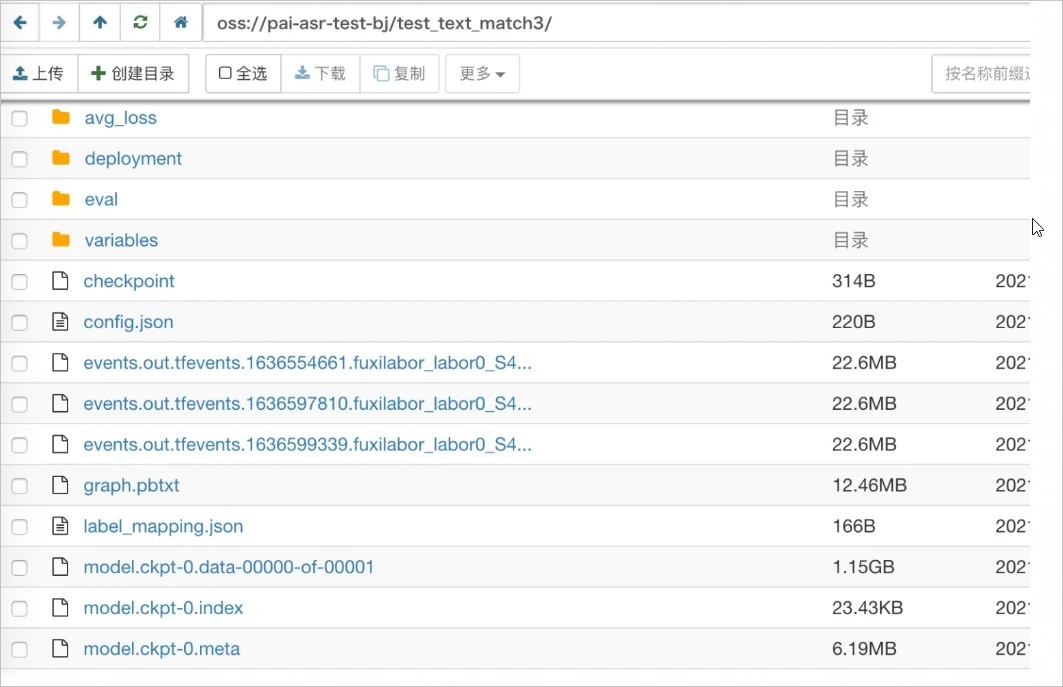 oss://pai-asr-test-bj/test_text_match3/
上传 创建目录 全选 下载 复制 更多 按名称前缀
avg_loss 目录
deployment 目录
eval 目录
variables 目录
checkpoint 314B 202
config.json 220B 202
events.out.tfevents.1636554661.fuxilabor_labor0_S4... 22.6MB 202
events.out.tfevents.1636597810.fuxilabor_labor0_S4... 22.6MB 202
events.out.tfevents.1636599339.fuxilabor_labor0_S4... 22.6MB 202
graph.pbtxt 12.46MB 202
label_mapping.json 166B 202
model.ckpt-0.data-00000-of-00001 1.15GB 202
model.ckpt-0.index 23.43KB 202
model.ckpt-0.meta 6.19MB 202